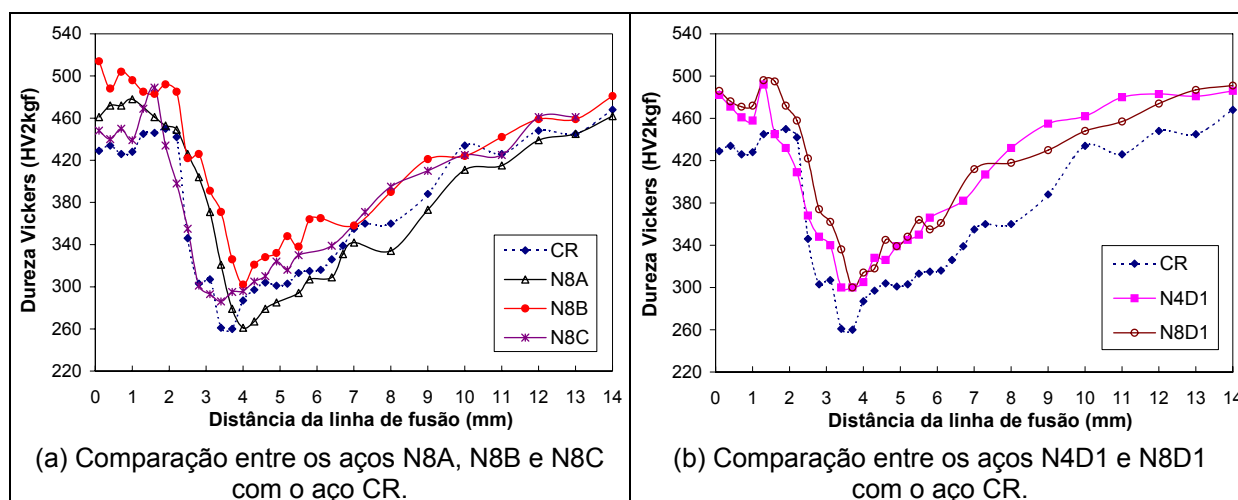 540
500
460
420
380
340
300
260
220
Dureza Vickers (HV2kgf)
CR
N8A
N8B
N8C
0 1 2 3 4 5 6 7 8 9 10 11 12 13 14
Distância da linha de fusão (mm)
(a) Comparação entre os aços N8A, N8B e N8C
com o aço CR.
540
500
460
420
380
340
300
260
220
Dureza Vickers (HV2kgf)
CR
N4D1
N8D1
0 1 2 3 4 5 6 7 8 9 10 11 12 13 14
Distância da linha de fusão (mm)
(b) Comparação entre os aços N4D1 e N8D1
com o aço CR.